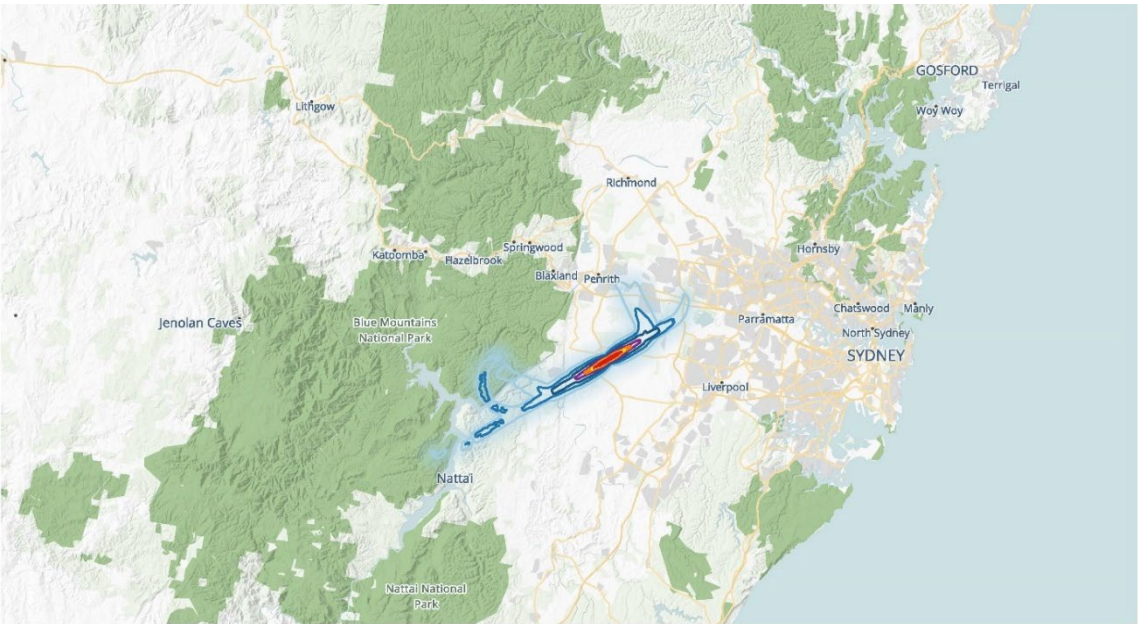 GOSFORD
Terrigal
Lithgow
Woy Woy
Richmond
Springwood
Hornsby
Katoomba
Hazelbrook
Blaxland
Penrith
Chatswood
Manly
Jenolan Caves
Blue Mountains
National Park
Parramatta
North Sydney
SYDNEY
Liverpool
Nattai
Nattai National
Park